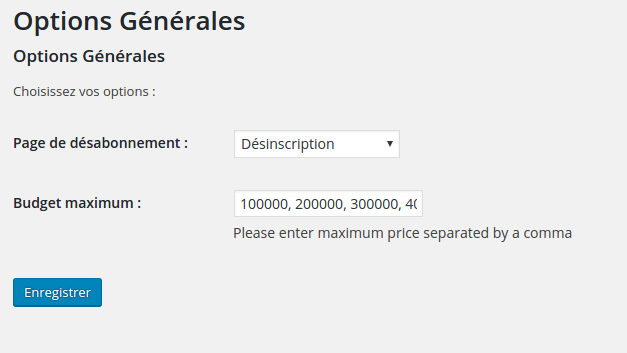 Options Générales
Options Générales
Choisissez vos options :
Page de désabonnement : Désinscription
Budget maximum : 100000, 200000, 300000, 40
Please enter maximum price separated by a comma
Enregistrer